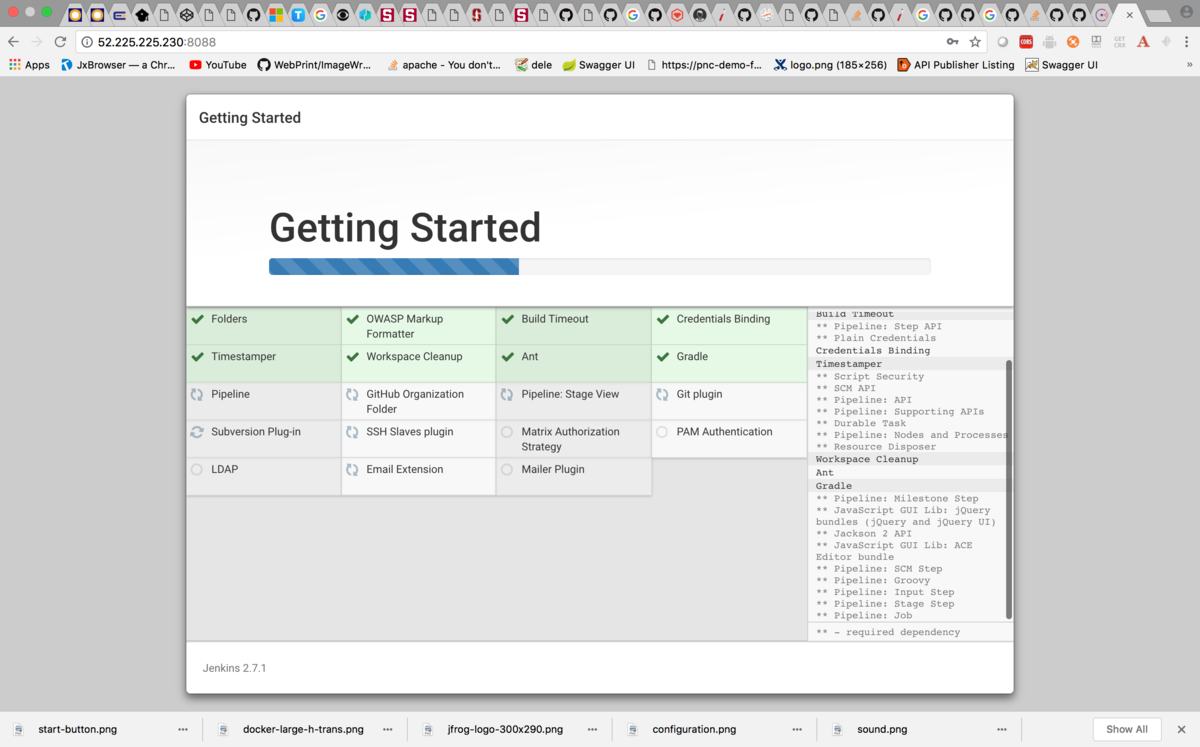 52.225.225.230:8088
Apps
JxBrowser — a Chr...
YouTube
WebPrint/ImageWr...
apache - You don't...
dele
Swagger UI
https://pnc-demo-f...
logo.png (185×256)
API Publisher Listing
Swagger UI
»
Getting Started
Getting Started
Folders
OWASP Markup
Formatter
Build Timeout
Credentials Binding
Timestamper
Workspace Cleanup
Ant
Gradle
Pipeline
GitHub Organization
Folder
Pipeline: Stage View
Git plugin
Subversion Plug-in
SSH Slaves plugin
Matrix Authorization
Strategy
PAM Authentication
LDAP
Email Extension
Mailer Plugin
Build Timeout
** Pipeline: Step API
** Plain Credentials
Credentials Binding
Timestamper
** Script Security
** SCM API
** Pipeline: API
** Pipeline: Supporting APIs
** Durable Task
** Pipeline: Nodes and Processes
** Resource Disposer
Workspace Cleanup
Ant
Gradle
** Pipeline: Milestone Step
** JavaScript GUI Lib: jQuery
bundles (jQuery and jQuery UI)
** Jackson 2 API
** JavaScript GUI Lib: ACE
Editor bundle
** Pipeline: SCM Step
** Pipeline: Groovy
** Pipeline: Input Step
** Pipeline: Stage Step
** Pipeline: Job
** - required dependency
Jenkins 2.7.1
start-button.png
docker-large-h-trans.png
jfrog-logo-300x290.png
configuration.png
sound.png
Show All